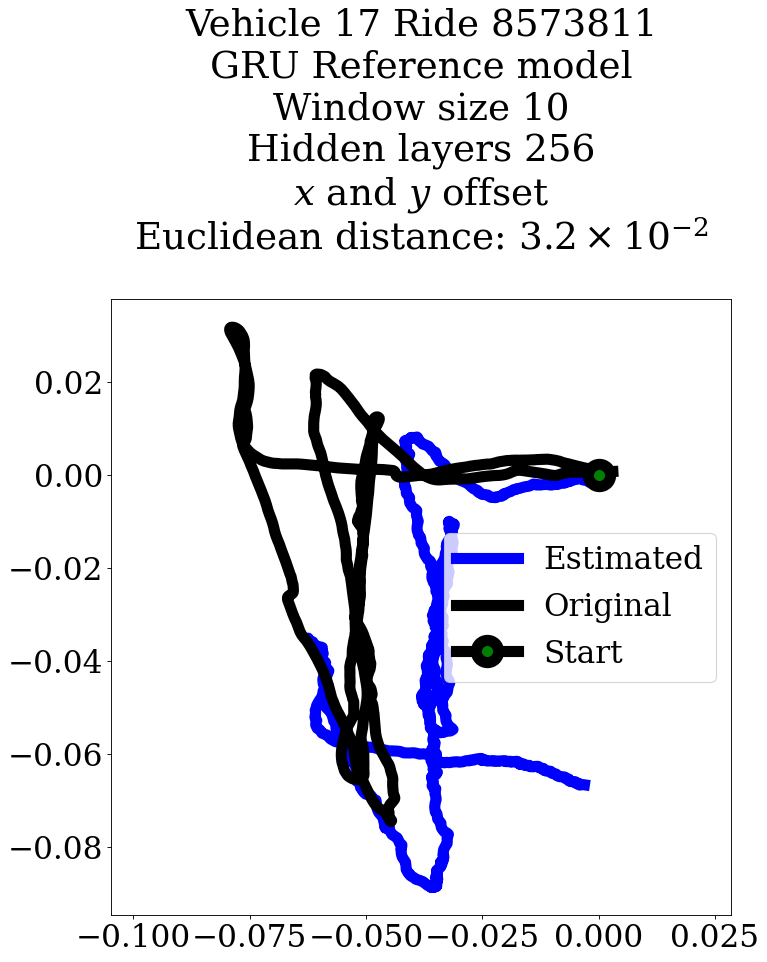 Vehicle 17 Ride 8573811
GRU Reference model
Window size 10
Hidden layers 256
x and y offset
Euclidean distance: 3.2 × 10⁻²
0.02
0.00
−0.02
−0.04
−0.06
−0.08
Estimated
Original
Start
−0.100 −0.075 −0.050 −0.025 0.000 0.025